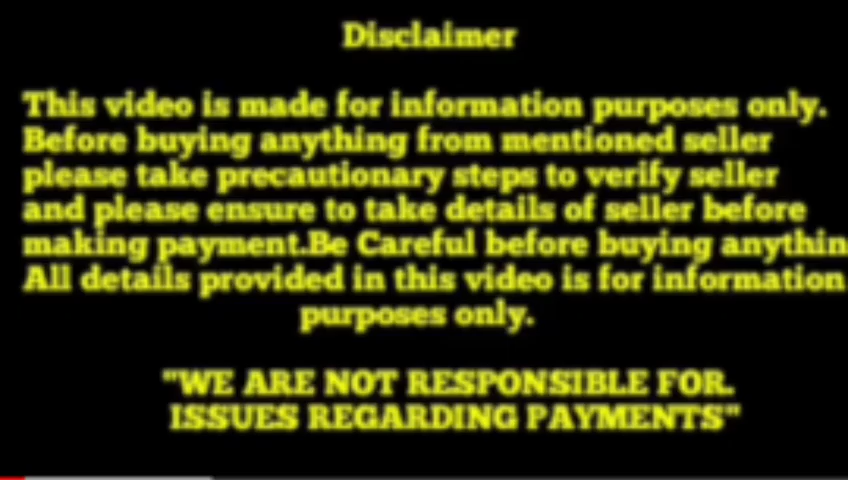 Disclaimer
This video is made for information purposes only.
Before buying anything from mentioned seller
please take precautionary steps to verify seller
and please ensure to take details of seller before
making payment.Be Careful before buying anythin
All details provided in this video is for information
purposes only.
"WE ARE NOT RESPONSIBLE FOR.
ISSUES REGARDING PAYMENTS"